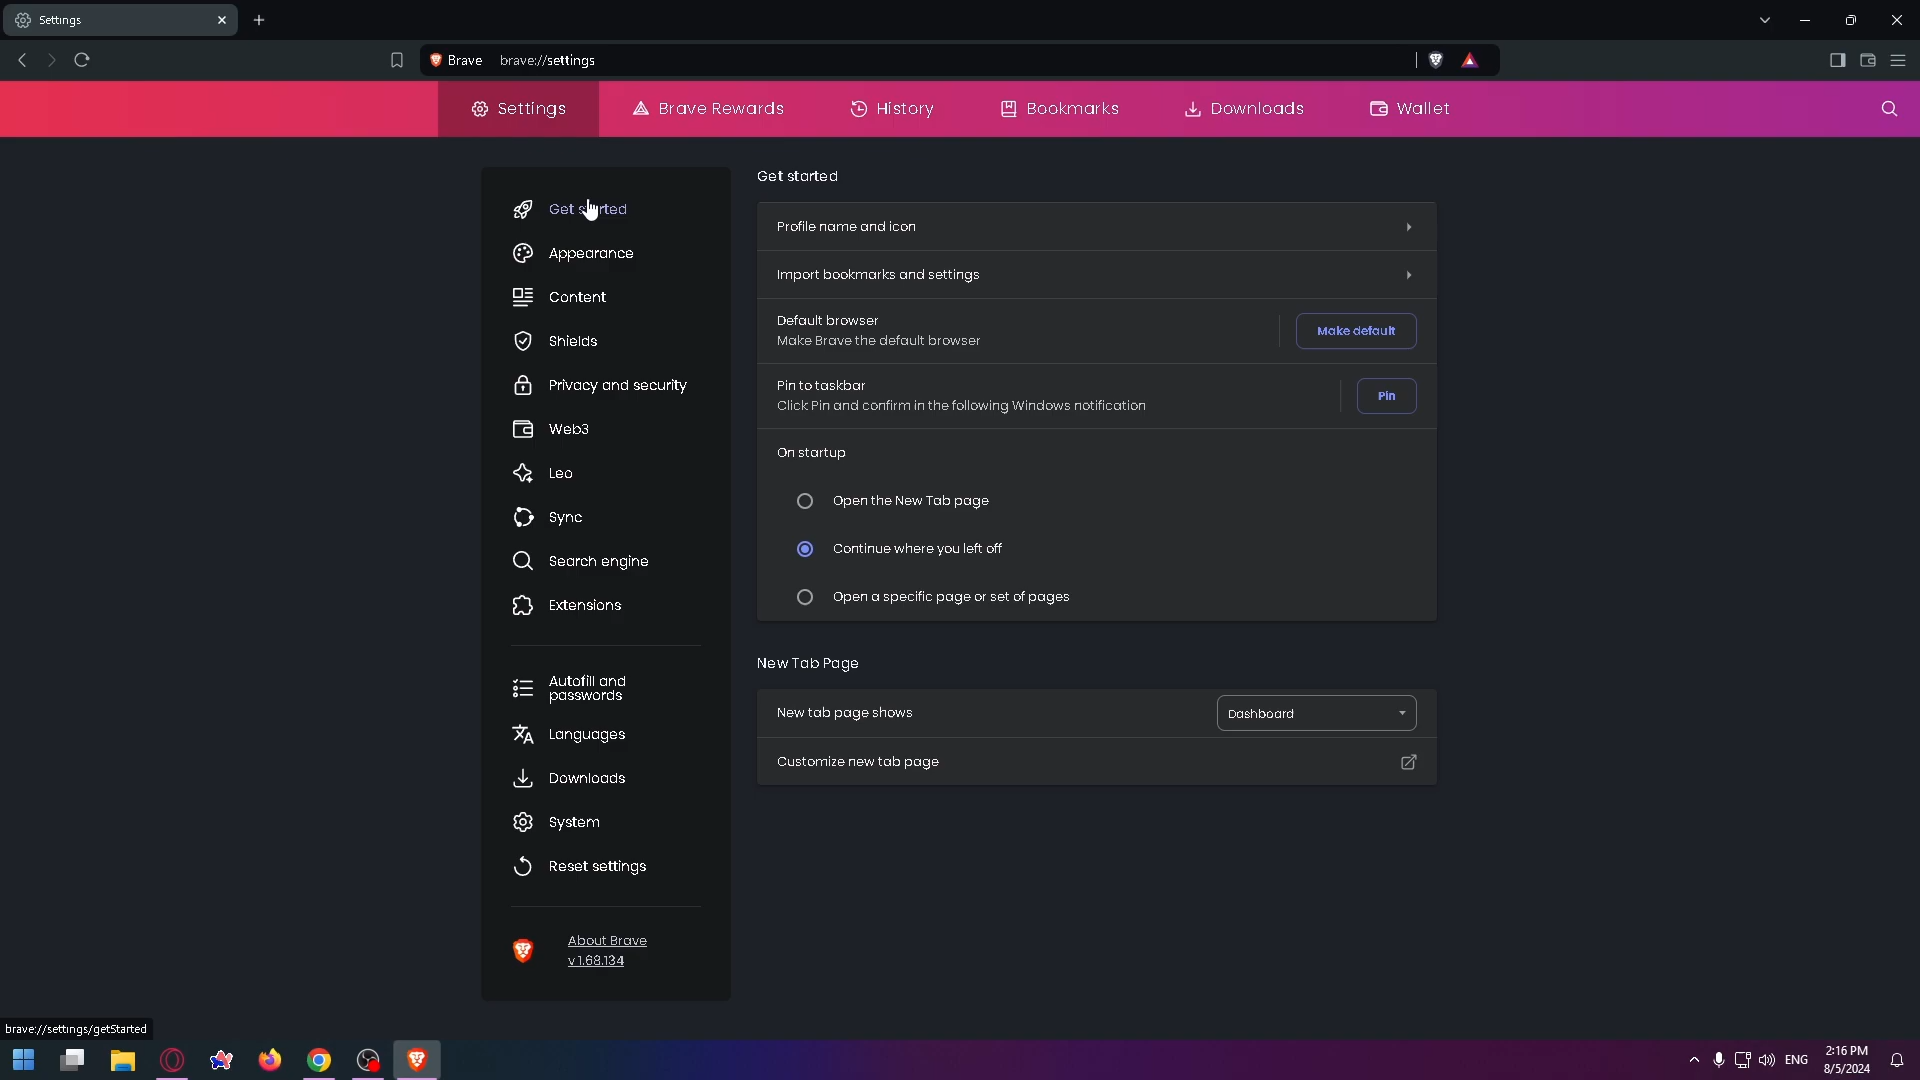 Settings
Brave brave://settings
Settings Brave Rewards History Bookmarks Downloads Wallet
Get started
Appearance
Content
Shields
Privacy and security
Web3
Leo
Sync
Search engine
Extensions
Autofill and
passwords
Languages
Downloads
System
Reset settings
About Brave
v 1.68.134
Get started
Profile name and icon
Import bookmarks and settings
Default browser
Make Brave the default browser
Make default
Pin to taskbar
Click Pin and confirm in the following Windows notification
Pin
On startup
Open the New Tab page
Continue where you left off
Open a specific page or set of pages
New Tab Page
New tab page shows
Dashboard
Customize new tab page
brave://settings/getStarted
ENG
2:16 PM
8/5/2024